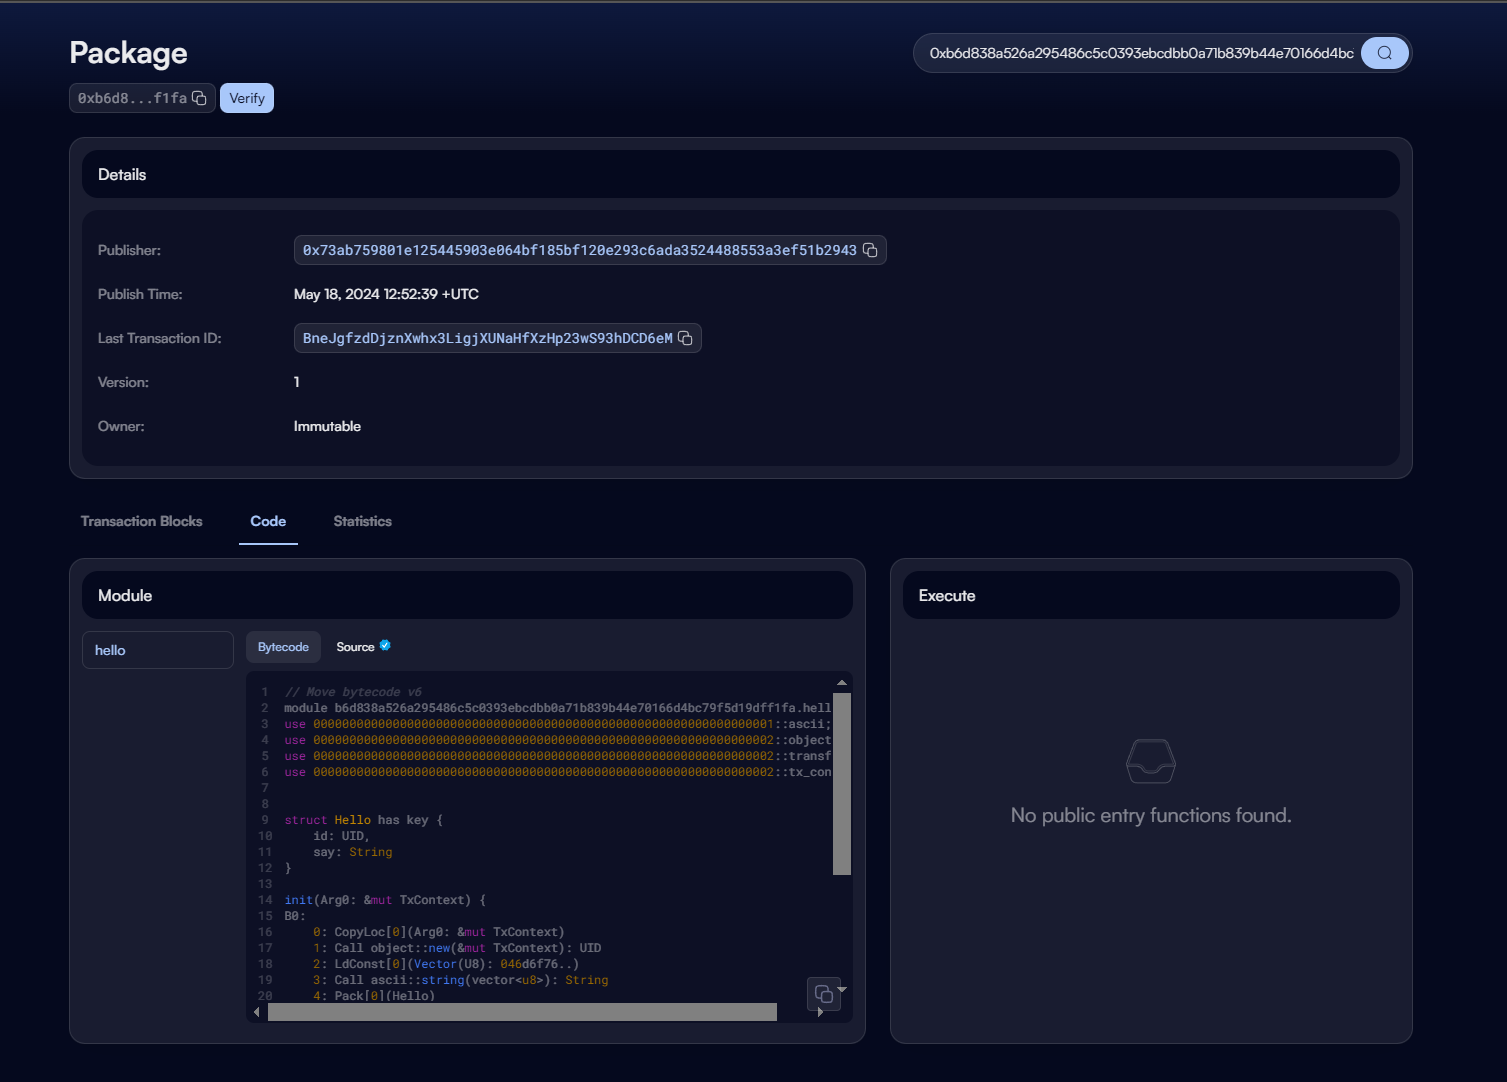 Package
0xb6d838a526a295486c5c0393ebcdbb0a71b839b44e70166d4bc
0xb6d8...f1fa Verify
Details
Publisher: 0x73ab759801e125445903e064bf185bf120e293c6ada3524488553a3ef51b2943
Publish Time: May 18, 2024 12:52:39 +UTC
Last Transaction ID: BneJgfzdDjznXwhx3LigjXUNaHfXzHp23wS93hDCD6eM
Version: 1
Owner: Immutable
Transaction Blocks Code Statistics
Module
hello
Bytecode Source
1 // Move bytecode v6
2 module b6d838a526a295486c5c0393ebcdbb0a71b839b44e70166d4bc79f5d19dff1fa.hell
3 use 0000000000000000000000000000000000000000000000000000000000000001::ascii;
4 use 0000000000000000000000000000000000000000000000000000000000000002::object
5 use 0000000000000000000000000000000000000000000000000000000000000002::transf
6 use 0000000000000000000000000000000000000000000000000000000000000002::tx_con
7
8
9 struct Hello has key {
10 id: UID,
11 say: String
12 }
13
14 init(Arg0: &mut TxContext) {
15 B0:
16 0: CopyLoc[0](Arg0: &mut TxContext)
17 1: Call object::new(&mut TxContext): UID
18 2: LdConst[0](Vector(U8): 046d6f76..)
19 3: Call ascii::string(vector<u8>): String
20 4: Pack[0](Hello)
Execute
No public entry functions found.